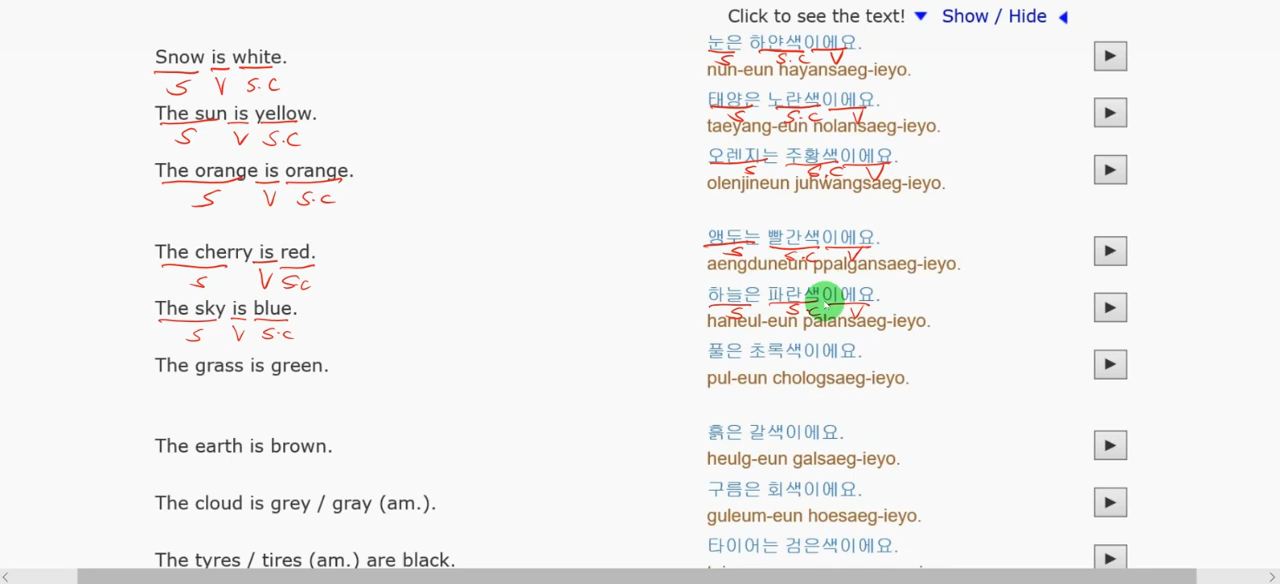 Click to see the text! ▼ Show / Hide ◀
Snow is white.
S V S.C
눈은 하얀색이에요.
S S.C V
nun-eun hayansaeg-ieyo.
The sun is yellow.
S V S.C
태양은 노란색이에요.
S S.C V
taeyang-eun nolansaeg-ieyo.
The orange is orange.
S V S.C
오렌지는 주황색이에요.
S S.C V
olenjineun juhwangsaeg-ieyo.
The cherry is red.
S V SC
앵두는 빨간색이에요.
S S.C V
aengduneun ppalgansaeg-ieyo.
The sky is blue.
S V S.C
하늘은 파란색이에요.
S S C V
haneul-eun palansaeg-ieyo.
The grass is green.
풀은 초록색이에요.
pul-eun chologsaeg-ieyo.
The earth is brown.
흙은 갈색이에요.
heulg-eun galsaeg-ieyo.
The cloud is grey / gray (am.).
구름은 회색이에요.
guleum-eun hoesaeg-ieyo.
The tyres / tires (am.) are black.
타이어는 검은색이에요.